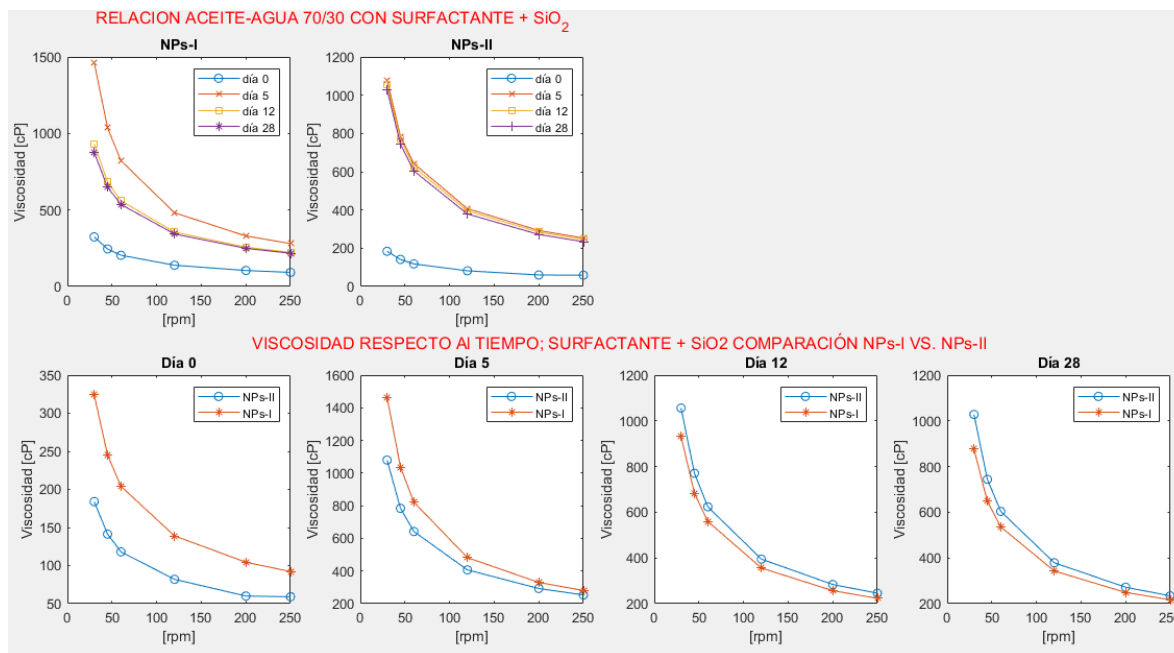 RELACION ACEITE-AGUA 70/30 CON SURFACTANTE + SiO2
NPs-I
Viscosidad [cP]
1500
1000
500
0
día 0
día 5
día 12
día 28
0 50 100 150 200 250
[rpm]
NPs-II
Viscosidad [cP]
1200
1000
800
600
400
200
0
día 0
día 5
día 12
día 28
0 50 100 150 200 250
[rpm]
VISCOSIDAD RESPECTO Al TIEMPO; SURFACTANTE + SiO2 COMPARACIÓN NPs-I VS. NPs-II
Día 0
Viscosidad [cP]
350
300
250
200
150
100
50
NPs-II
NPs-I
0 50 100 150 200 250
[rpm]
Día 5
Viscosidad [cP]
1600
1400
1200
1000
800
600
400
200
NPs-II
NPs-I
0 50 100 150 200 250
[rpm]
Día 12
Viscosidad [cP]
1200
1000
800
600
400
200
NPs-II
NPs-I
0 50 100 150 200 250
[rpm]
Día 28
Viscosidad [cP]
1200
1000
800
600
400
200
NPs-II
NPs-I
0 50 100 150 200 250
[rpm]